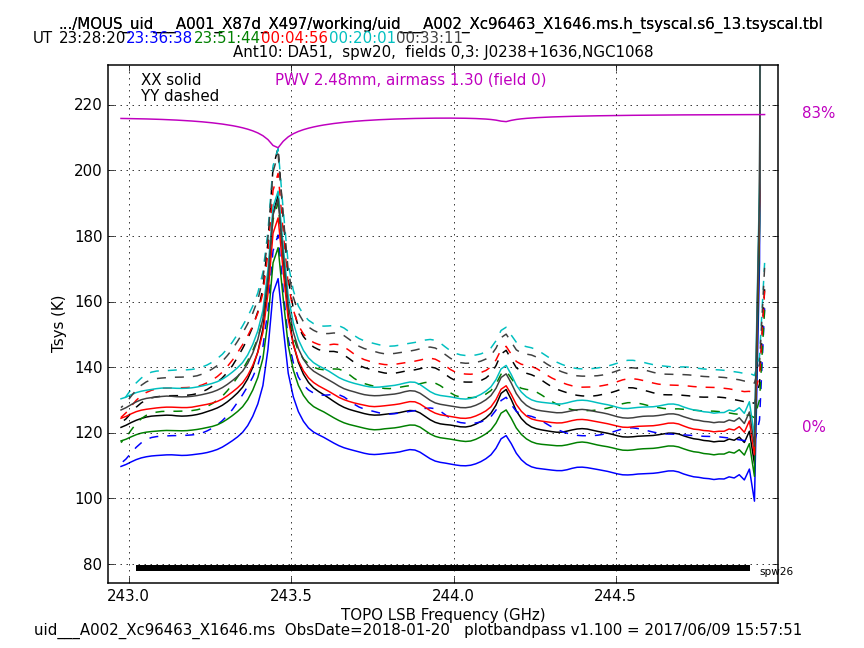 .../MOUS_uid___A001_X87d_X497/working/uid___A002_Xc96463_X1646.ms.h_tsyscal.s6_13.tsyscal.tbl
UT 23:28:20 23:36:38 23:51:44 00:04:56 00:20:01 00:33:11
Ant10: DA51, spw20, fields 0,3: J0238+1636,NGC1068
XX solid PWV 2.48mm, airmass 1.30 (field 0)
YY dashed
83%
0%
220
200
180
160
140
120
100
80
Tsys (K)
spw26
243.0 243.5 244.0 244.5
TOPO LSB Frequency (GHz)
uid___A002_Xc96463_X1646.ms ObsDate=2018-01-20 plotbandpass v1.100 = 2017/06/09 15:57:51